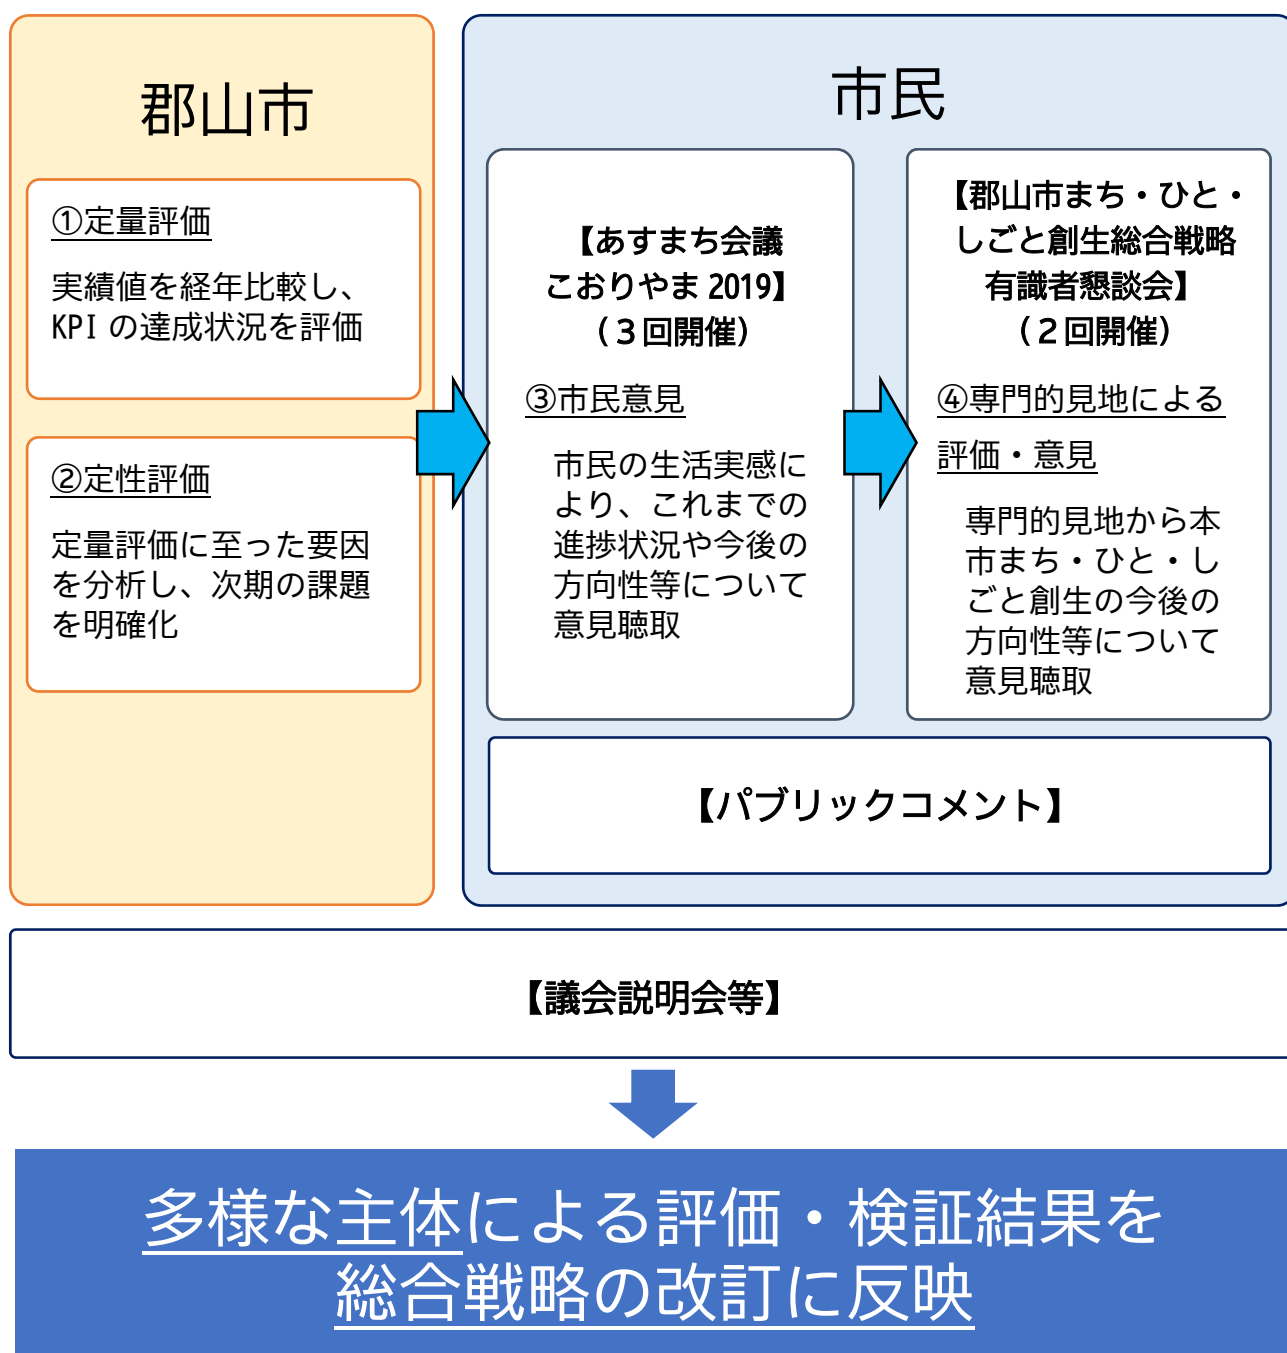 郡山市
①定量評価
実績値を経年比較し、
KPI の達成状況を評価
②定性評価
定量評価に至った要因
を分析し、次期の課題
を明確化
市民
【あすまち会議
こおりやま 2019】
（３回開催）
③市民意見
市民の生活実感に
より、これまでの
進捗状況や今後の
方向性等について
意見聴取
【郡山市まち・ひと・
しごと創生総合戦略
有識者懇談会】
（２回開催）
④専門的見地による
評価・意見
専門的見地から本
市まち・ひと・し
ごと創生の今後の
方向性等について
意見聴取
【パブリックコメント】
【議会説明会等】
多様な主体による評価・検証結果を
総合戦略の改訂に反映